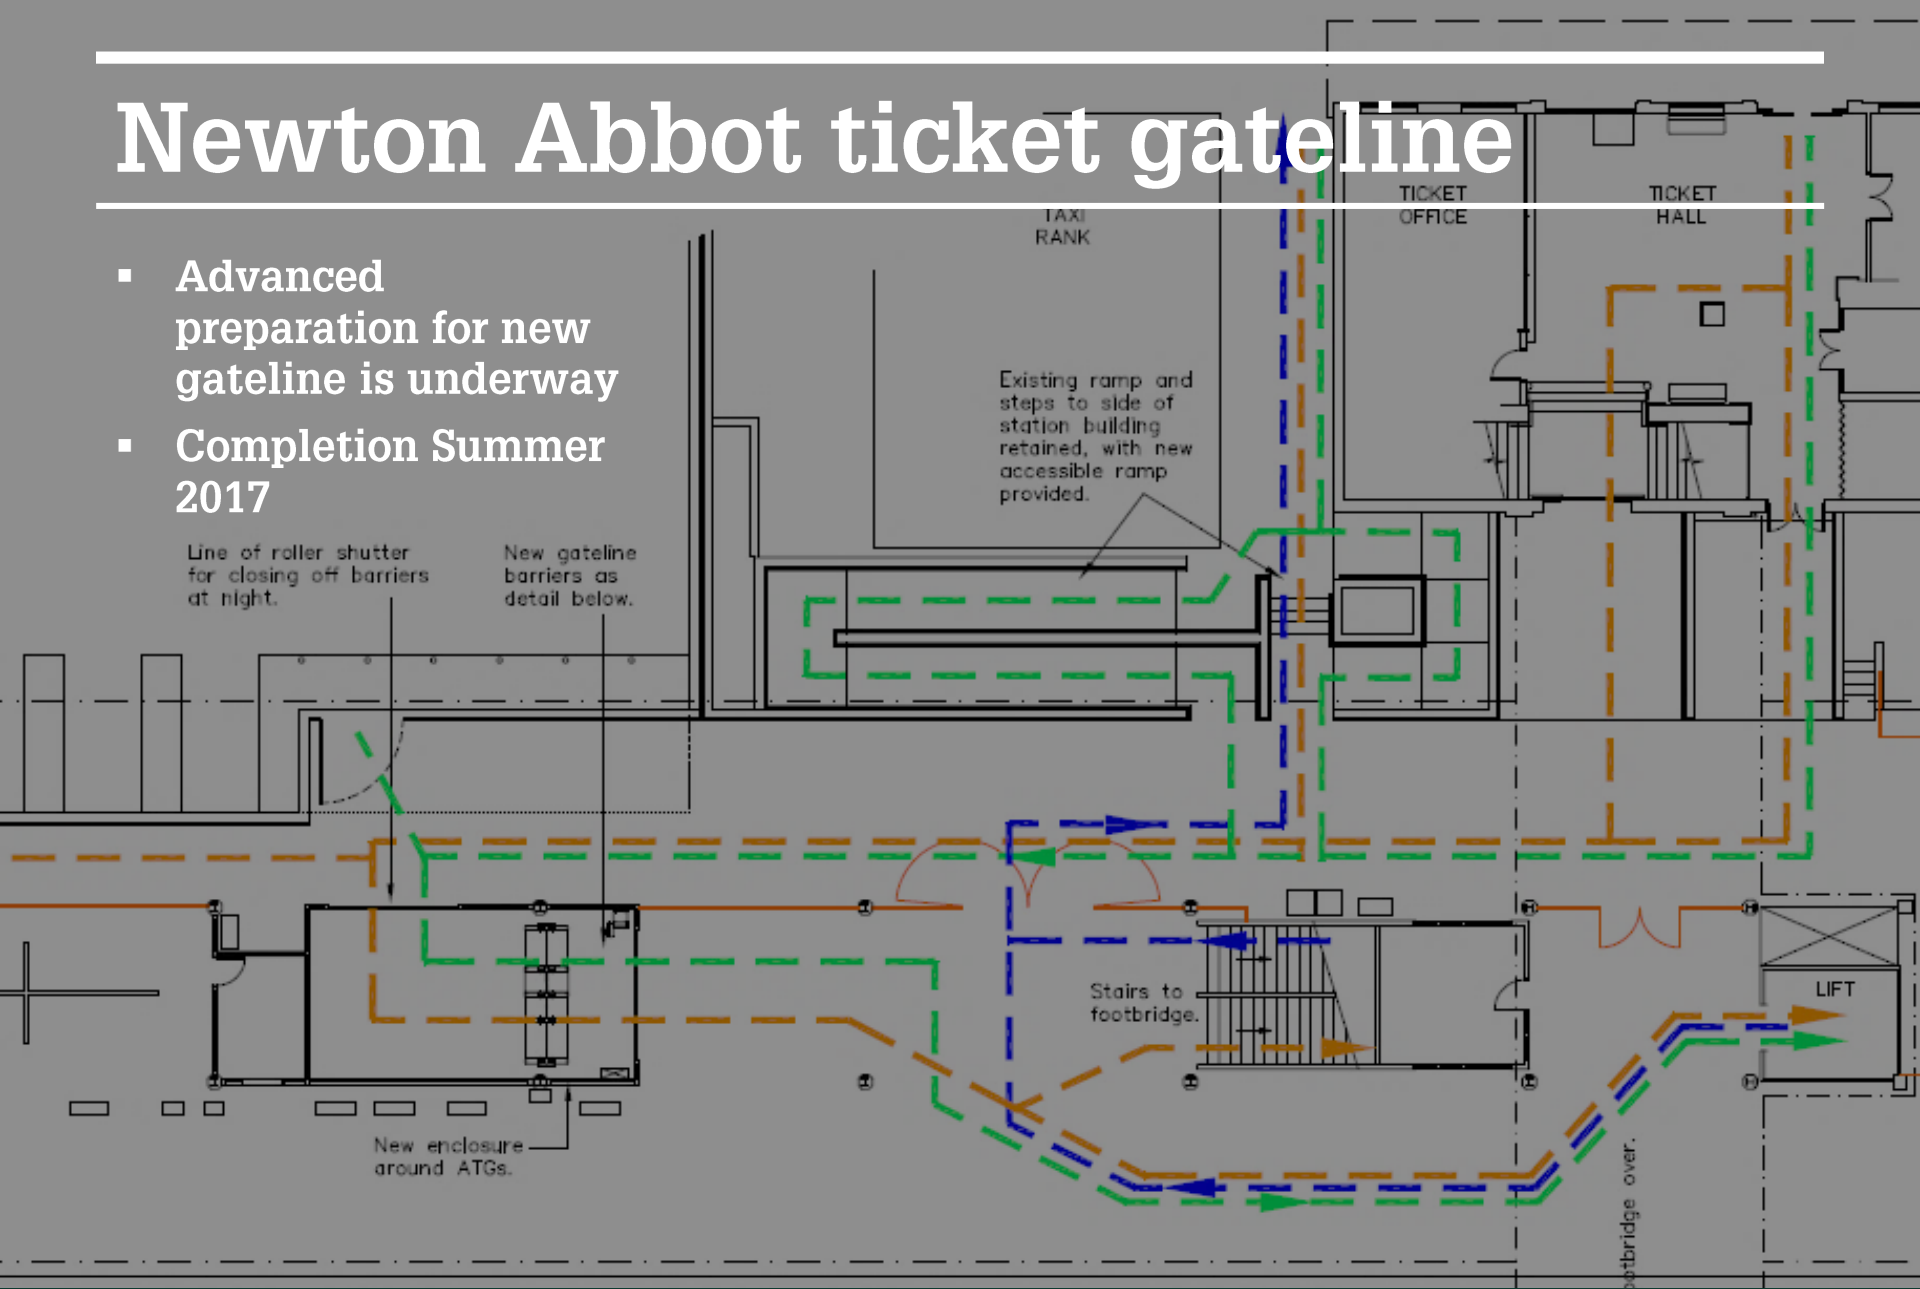 Newton Abbot ticket gateline
TICKET
OFFICE
TICKET
HALL
TAXI
RANK
▪ Advanced
preparation for new
gateline is underway
▪ Completion Summer
2017
Existing ramp and
steps to side of
station building
retained, with new
accessible ramp
provided.
Line of roller shutter
for closing off barriers
at night.
New gateline
barriers as
detail below.
Stairs to
footbridge.
LIFT
New enclosure
around ATGs.
over.